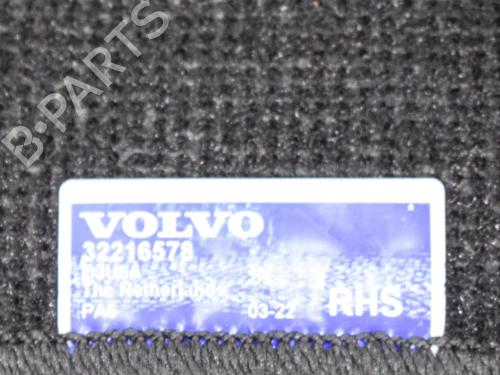 B-PARTS
VOLVO
32216578
The Netherlands
PA6 03-22 RHS